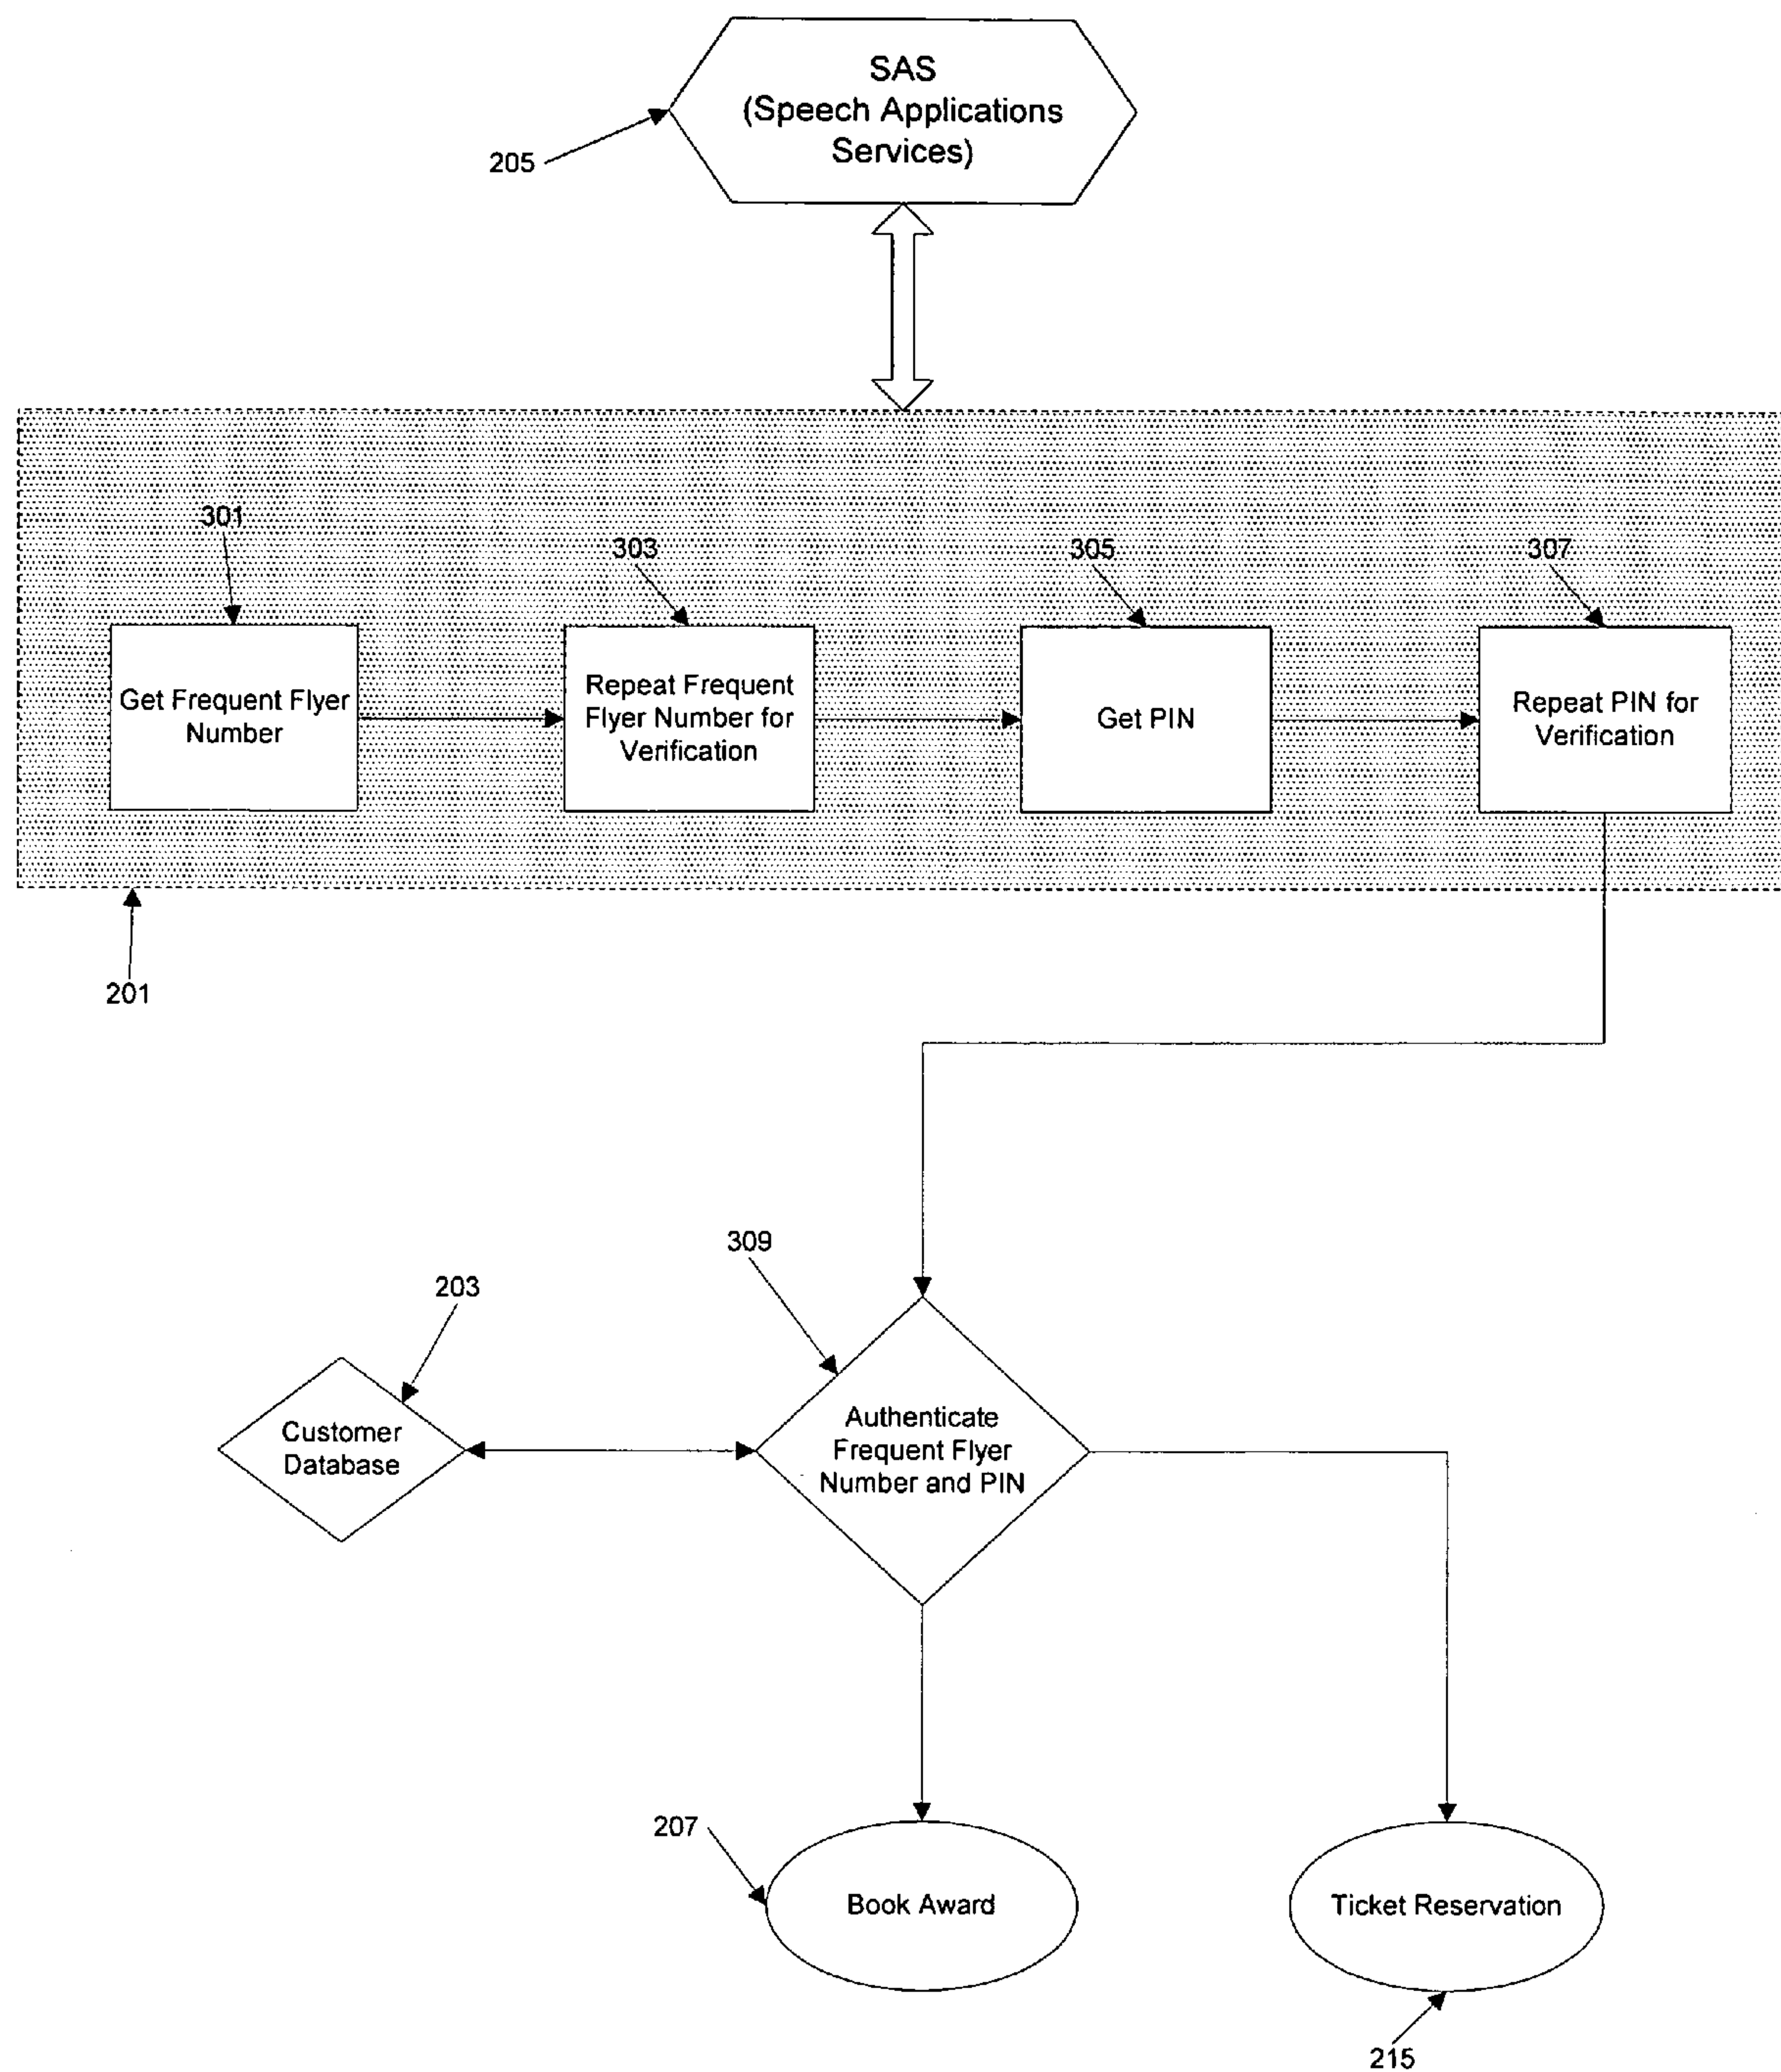 SAS
(Speech Applications
Services)
205
301
303
305
307
Get Frequent Flyer
Number
Repeat Frequent
Flyer Number for
Verification
Get PIN
Repeat PIN for
Verification
201
309
203
Customer
Database
Authenticate
Frequent Flyer
Number and PIN
207
Book Award
Ticket Reservation
215